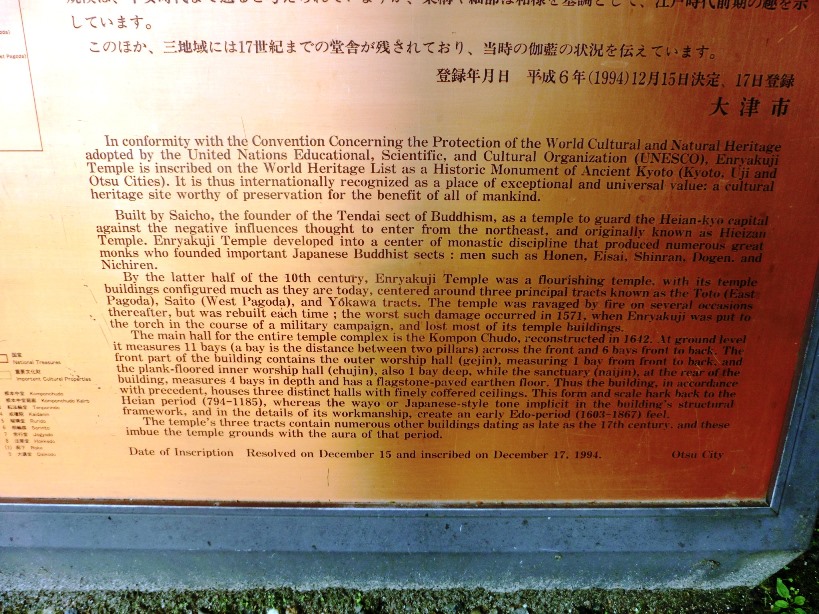 しています。
このほか、三地域には17世紀までの堂舎が残されており、当時の伽藍の状況を伝えています。
登録年月日 平成6年(1994)12月15日決定、17日登録
大津市
In conformity with the Convention Concerning the Protection of the World Cultural and Natural Heritage
adopted by the United Nations Educational, Scientific, and Cultural Organization (UNESCO), Enryakuji
Temple is inscribed on the World Heritage List as a Historic Monument of Ancient Kyoto (Kyoto, Uji and
Otsu Cities). It is thus internationally recognized as a place of exceptional and universal value: a cultural
heritage site worthy of preservation for the benefit of all of mankind.
Built by Saicho, the founder of the Tendai sect of Buddhism, as a temple to guard the Heian-kyo capital
against the negative influences thought to enter from the northeast, and originally known as Hieizan
Temple. Enryakuji Temple developed into a center of monastic discipline that produced numerous great
monks who founded important Japanese Buddhist sects : men such as Honen, Eisai, Shinran, Dogen, and
Nichiren.
By the latter half of the 10th century, Enryakuji Temple was a flourishing temple, with its temple
buildings configured much as they are today, centered around three principal tracts known as the Toto (East
Pagoda), Saito (West Pagoda), and Yokawa tracts. The temple was ravaged by fire on several occasions
thereafter, but was rebuilt each time ; the worst such damage occurred in 1571, when Enryakuji was put to
the torch in the course of a military campaign, and lost most of its temple buildings.
The main hall for the entire temple complex is the Kompon Chudo, reconstructed in 1642. At ground level
it measures 11 bays (a bay is the distance between two pillars) across the front and 6 bays front to back. The
front part of the building contains the outer worship hall (gejin), measuring 1 bay from front to back, and
the plank-floored inner worship hall (chujin), also 1 bay deep, while the sanctuary (naijin), at the rear of the
building, measures 4 bays in depth and has a flagstone-paved earthen floor. Thus the building, in accordance
with precedent, houses three distinct halls with finely coffered ceilings. This form and scale hark back to the
Heian period (794-1185), whereas the wayo or Japanese-style tone implicit in the building's structural
framework, and in the details of its workmanship, create an early Edo-period (1603-1867) feel.
The temple's three tracts contain numerous other buildings dating as late as the 17th century, and these
imbue the temple grounds with the aura of that period.
Date of Inscription Resolved on December 15 and inscribed on December 17, 1994. Otsu City
国宝
National Treasures
重要文化財
Important Cultural Properties